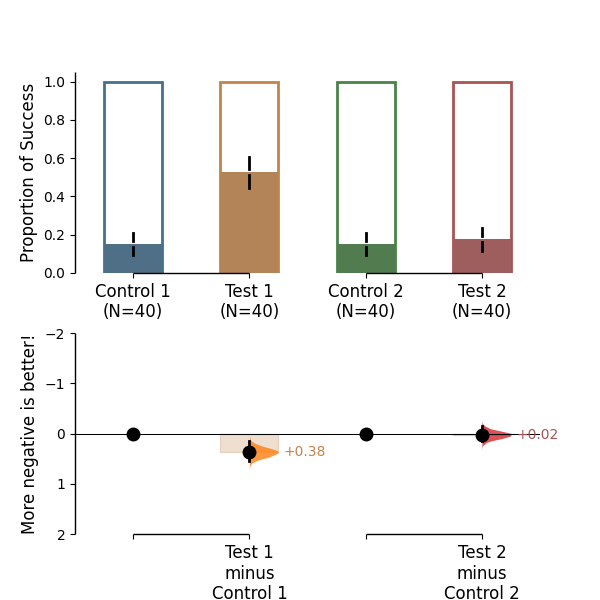 Proportion of Success
1.0
0.8
0.6
0.4
0.2
0.0
Control 1
(N=40)
Test 1
(N=40)
Control 2
(N=40)
Test 2
(N=40)
More negative is better!
−2
−1
0
1
2
+0.38
+0.02
Test 1
minus
Control 1
Test 2
minus
Control 2